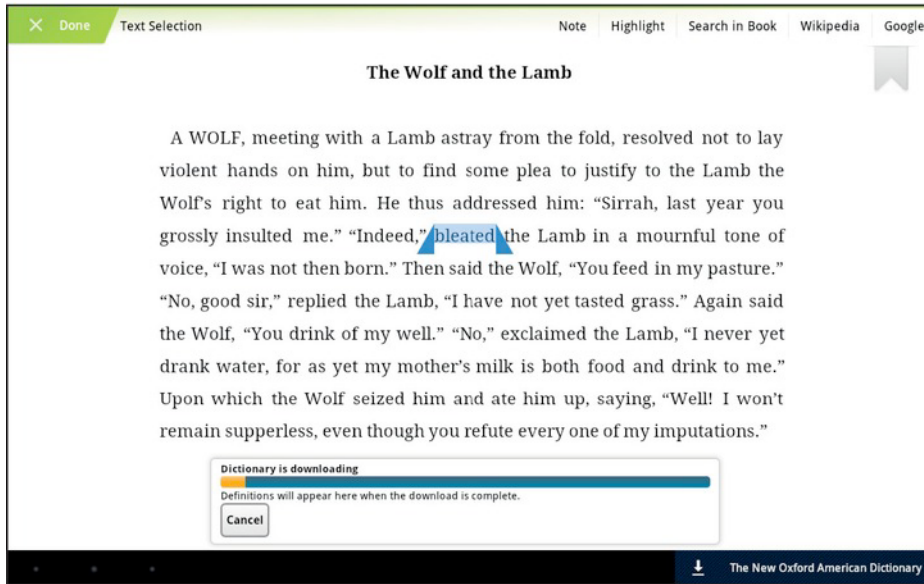 Done Text Selection Note Highlight Search in Book Wikipedia Google
The Wolf and the Lamb
A WOLF, meeting with a Lamb astray from the fold, resolved not to lay
violent hands on him, but to find some plea to justify to the Lamb the
Wolf’s right to eat him. He thus addressed him: “Sirrah, last year you
grossly insulted me.” “Indeed,” bleated the Lamb in a mournful tone of
voice, “I was not then born.” Then said the Wolf, “You feed in my pasture.”
“No, good sir,” replied the Lamb, “I have not yet tasted grass.” Again said
the Wolf, “You drink of my well.” “No,” exclaimed the Lamb, “I never yet
drank water, for as yet my mother’s milk is both food and drink to me.”
Upon which the Wolf seized him and ate him up, saying, “Well! I won’t
remain supperless, even though you refute every one of my imputations.”
Dictionary is downloading
Definitions will appear here when the download is complete.
Cancel
The New Oxford American Dictionary